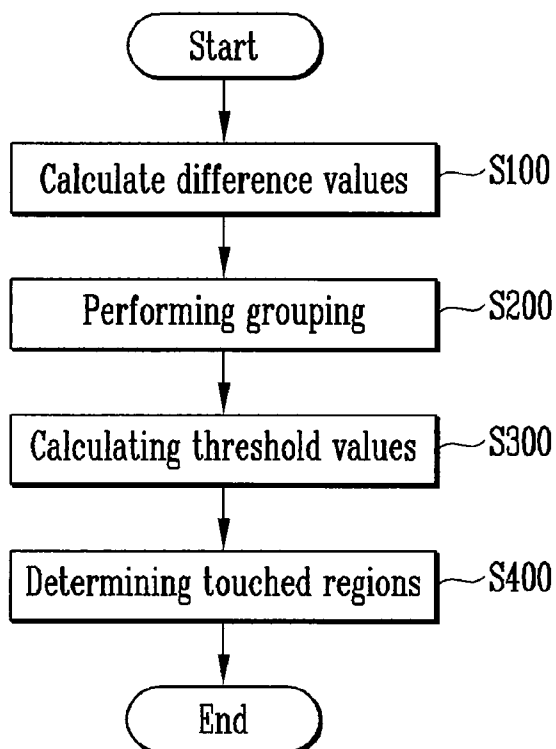 Start
Calculate difference values
S100
Performing grouping
S200
Calculating threshold values
S300
Determining touched regions
S400
End